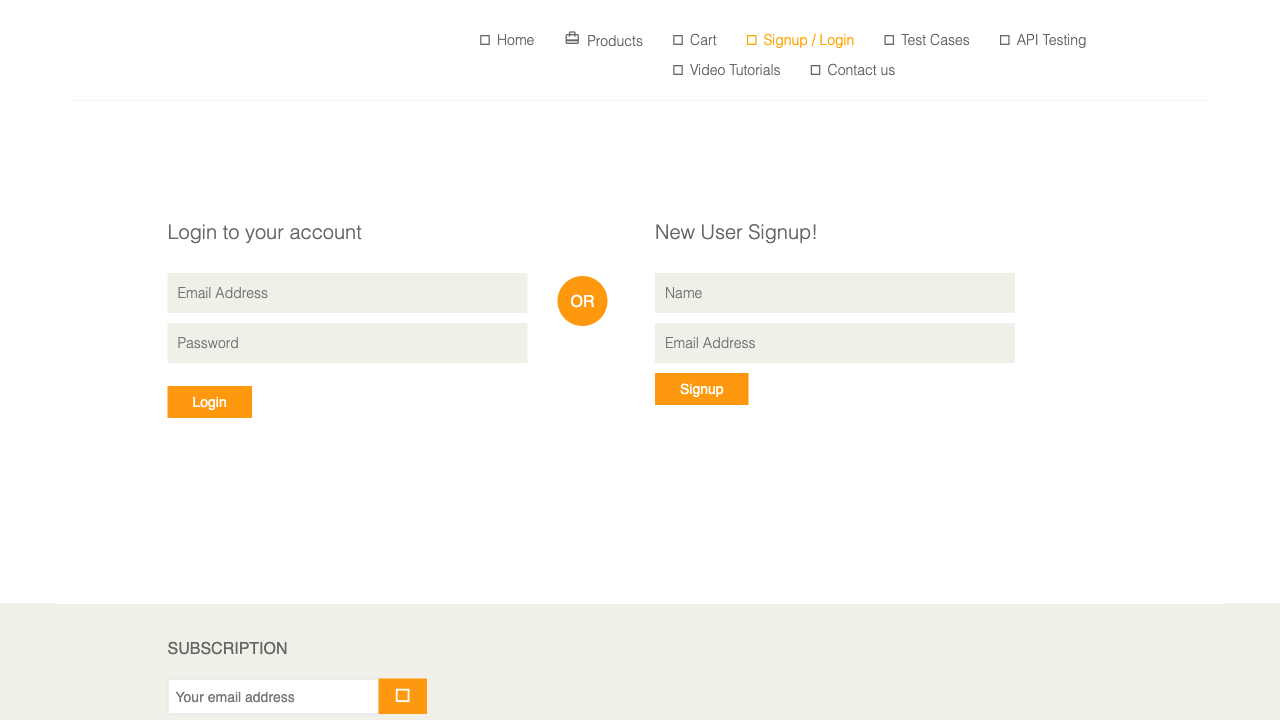 Home Products Cart Signup / Login Test Cases API Testing
Video Tutorials Contact us
Login to your account
Email Address
Password
Login
OR
New User Signup!
Name
Email Address
Signup
SUBSCRIPTION
Your email address